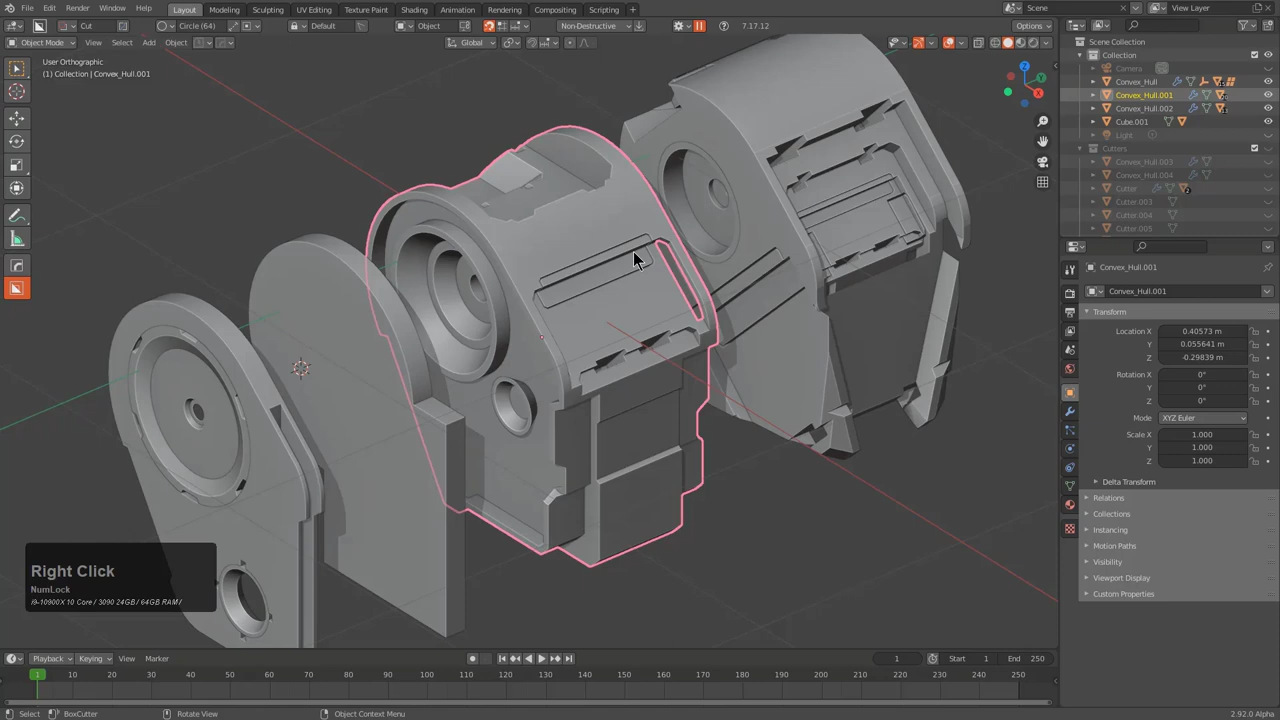 File Edit Render Window Help Layout Modeling Sculpting UV Editing Texture Paint Shading Animation Rendering Compositing Scripting + Scene View Layer
Cut Circle (64) Default Object Non-Destructive 7.17.12 Options
Object Mode View Select Add Object Global
User Orthographic
(1) Collection | Convex_Hull.001
Z
Y
X
Scene Collection
Collection
Camera
Convex_Hull
Convex_Hull.001
Convex_Hull.002
Cube.001
Light
Cutters
Convex_Hull.003
Convex_Hull.004
Cutter
Cutter.003
Cutter.004
Cutter.005
Convex_Hull.001
Convex_Hull.001
Transform
Location X 0.40573 m
Y 0.055641 m
Z -0.29839 m
Rotation X 0°
Y 0°
Z 0°
Mode XYZ Euler
Scale X 1.000
Y 1.000
Z 1.000
Delta Transform
Relations
Collections
Instancing
Motion Paths
Visibility
Viewport Display
Custom Properties
Right Click
NumLock
i9-10900X 10 Core / 3090 24GB / 64GB RAM /
Playback Keying View Marker 1 Start 1 End 250
1 10 20 30 40 50 60 70 80 90 100 110 120 130 140 150 160 170 180 190 200 210 220 230 240 250
Select BoxCutter Rotate View Object Context Menu 2.92.0 Alpha